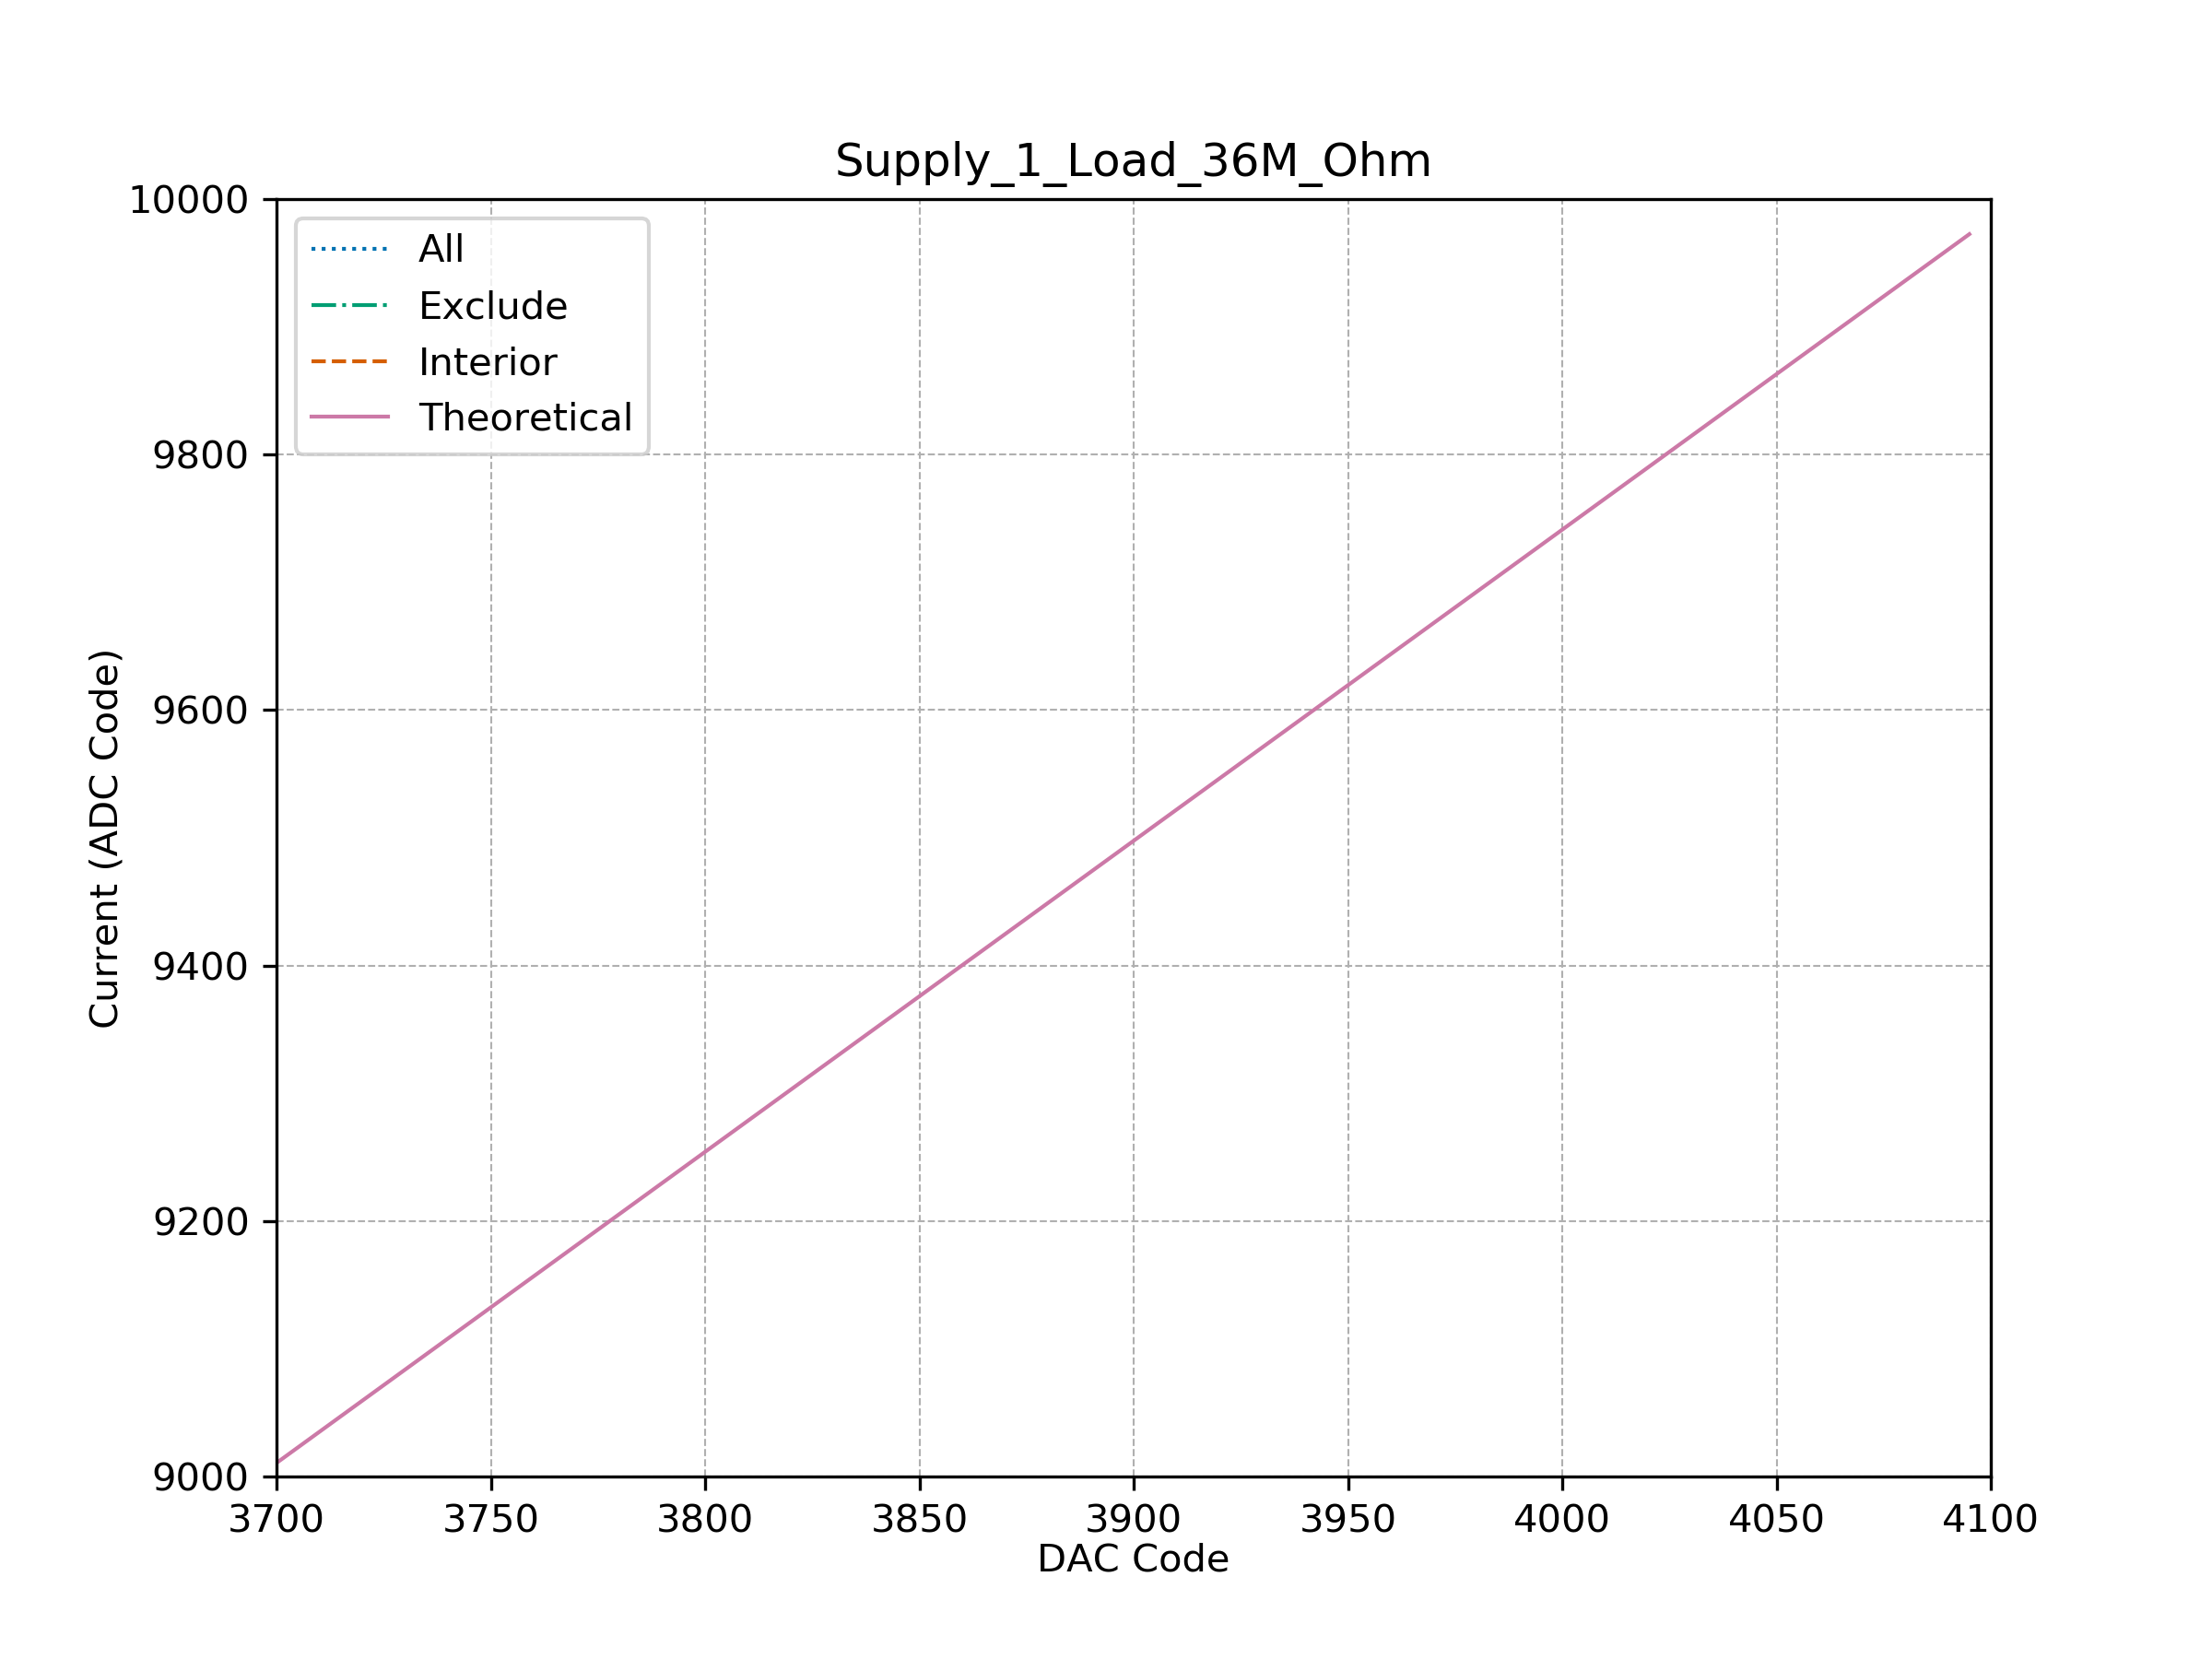 Supply_1_Load_36M_Ohm
10000
9800
9600
9400
9200
9000
Current (ADC Code)
All
Exclude
Interior
Theoretical
3700 3750 3800 3850 3900 3950 4000 4050 4100
DAC Code